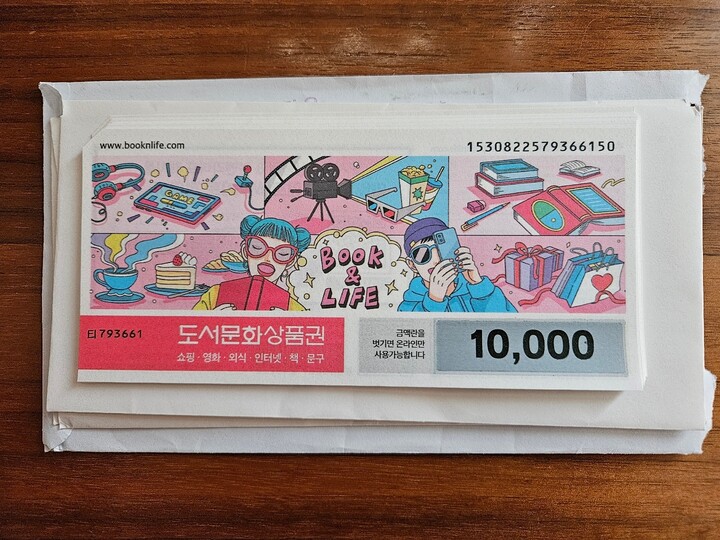 www.booknlife.com
1530822579366150
GAME
BOOK
&
LIFE
티 793661
도서문화상품권
쇼핑·영화·외식·인터넷·책·문구
금액란을
벗기면 온라인만
사용가능합니다
10,000